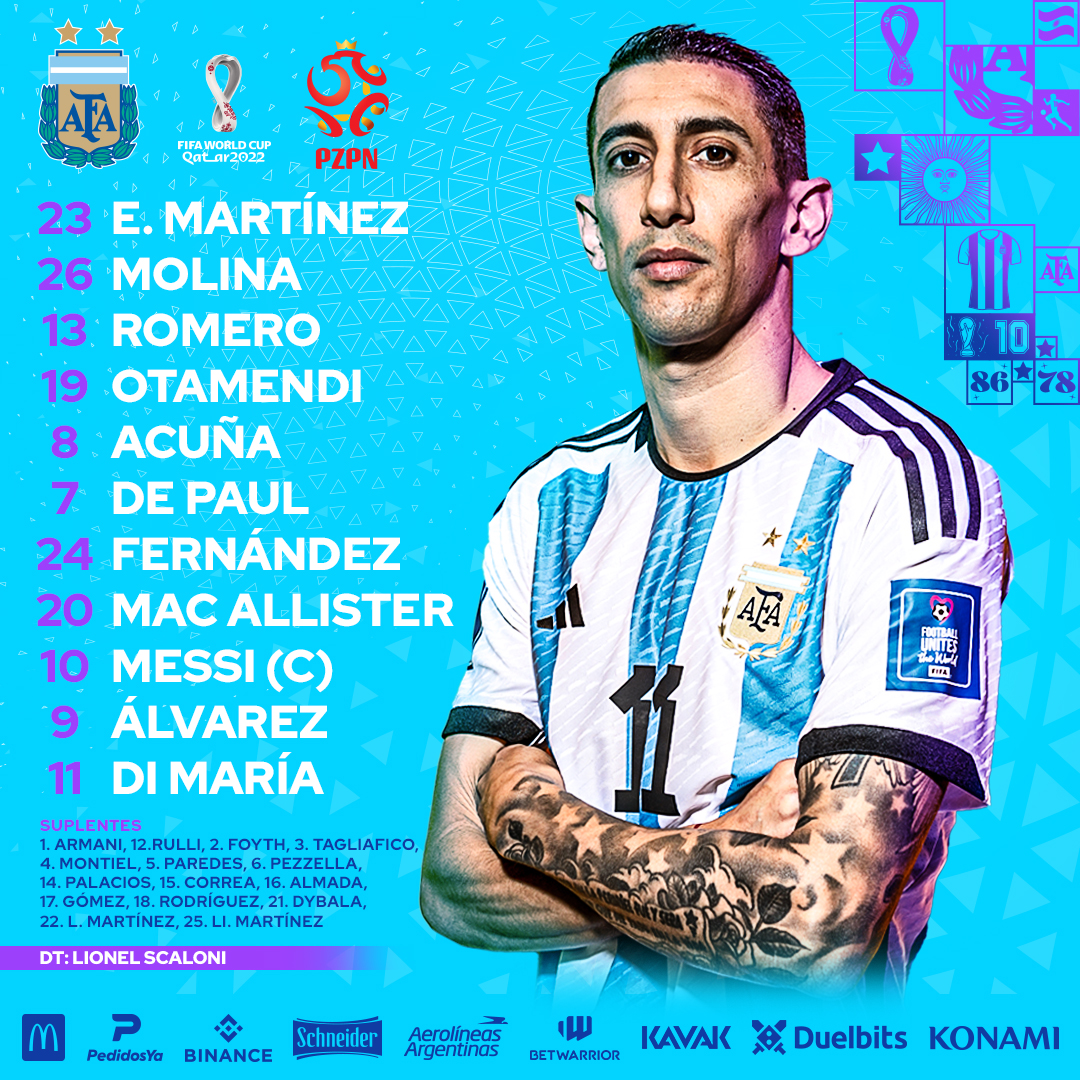 AFA
FIFA WORLD CUP
Qatar2022
PZPN
23 E. MARTÍNEZ
26 MOLINA
13 ROMERO
19 OTAMENDI
8 ACUÑA
7 DE PAUL
24 FERNÁNDEZ
20 MAC ALLISTER
10 MESSI (C)
9 ÁLVAREZ
11 DI MARÍA
SUPLENTES
1. ARMANI, 12.RULLI, 2. FOYTH, 3. TAGLIAFICO,
4. MONTIEL, 5. PAREDES, 6. PEZZELLA,
14. PALACIOS, 15. CORREA, 16. ALMADA,
17. GÓMEZ, 18. RODRÍGUEZ, 21. DYBALA,
22. L. MARTÍNEZ, 25. LI. MARTÍNEZ
DT: LIONEL SCALONI
AFA
11
FOOTBALL
UNITES
the World
FIFA
A
AFA
10
86 78
M
PedidosYa
BINANCE
Schneider
Aerolíneas
Argentinas
BETWARRIOR
KAVAK
Duelbits
KONAMI